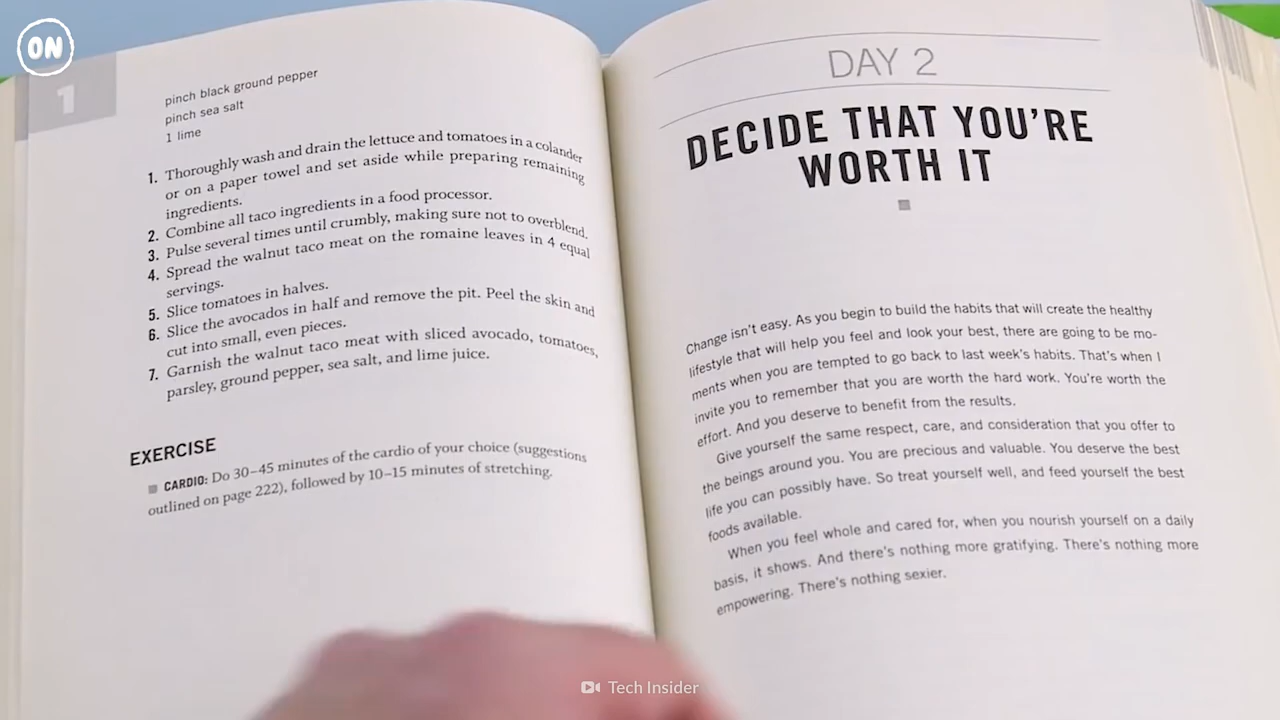 ON
1
pinch black ground pepper
pinch sea salt
1 lime
1. Thoroughly wash and drain the lettuce and tomatoes in a colander
or on a paper towel and set aside while preparing remaining
ingredients.
2. Combine all taco ingredients in a food processor.
3. Pulse several times until crumbly, making sure not to overblend.
4. Spread the walnut taco meat on the romaine leaves in 4 equal
servings.
5. Slice tomatoes in halves.
6. Slice the avocados in half and remove the pit. Peel the skin and
cut into small, even pieces.
7. Garnish the walnut taco meat with sliced avocado, tomatoes,
parsley, ground pepper, sea salt, and lime juice.
EXERCISE
CARDIO: Do 30–45 minutes of the cardio of your choice (suggestions
outlined on page 222), followed by 10–15 minutes of stretching.
DAY 2
DECIDE THAT YOU'RE
WORTH IT
Change isn't easy. As you begin to build the habits that will create the healthy
lifestyle that will help you feel and look your best, there are going to be mo-
ments when you are tempted to go back to last week's habits. That's when I
invite you to remember that you are worth the hard work. You're worth the
effort. And you deserve to benefit from the results.
Give yourself the same respect, care, and consideration that you offer to
the beings around you. You are precious and valuable. You deserve the best
life you can possibly have. So treat yourself well, and feed yourself the best
foods available.
When you feel whole and cared for, when you nourish yourself on a daily
basis, it shows. And there's nothing more gratifying. There's nothing more
empowering. There's nothing sexier.
Tech Insider